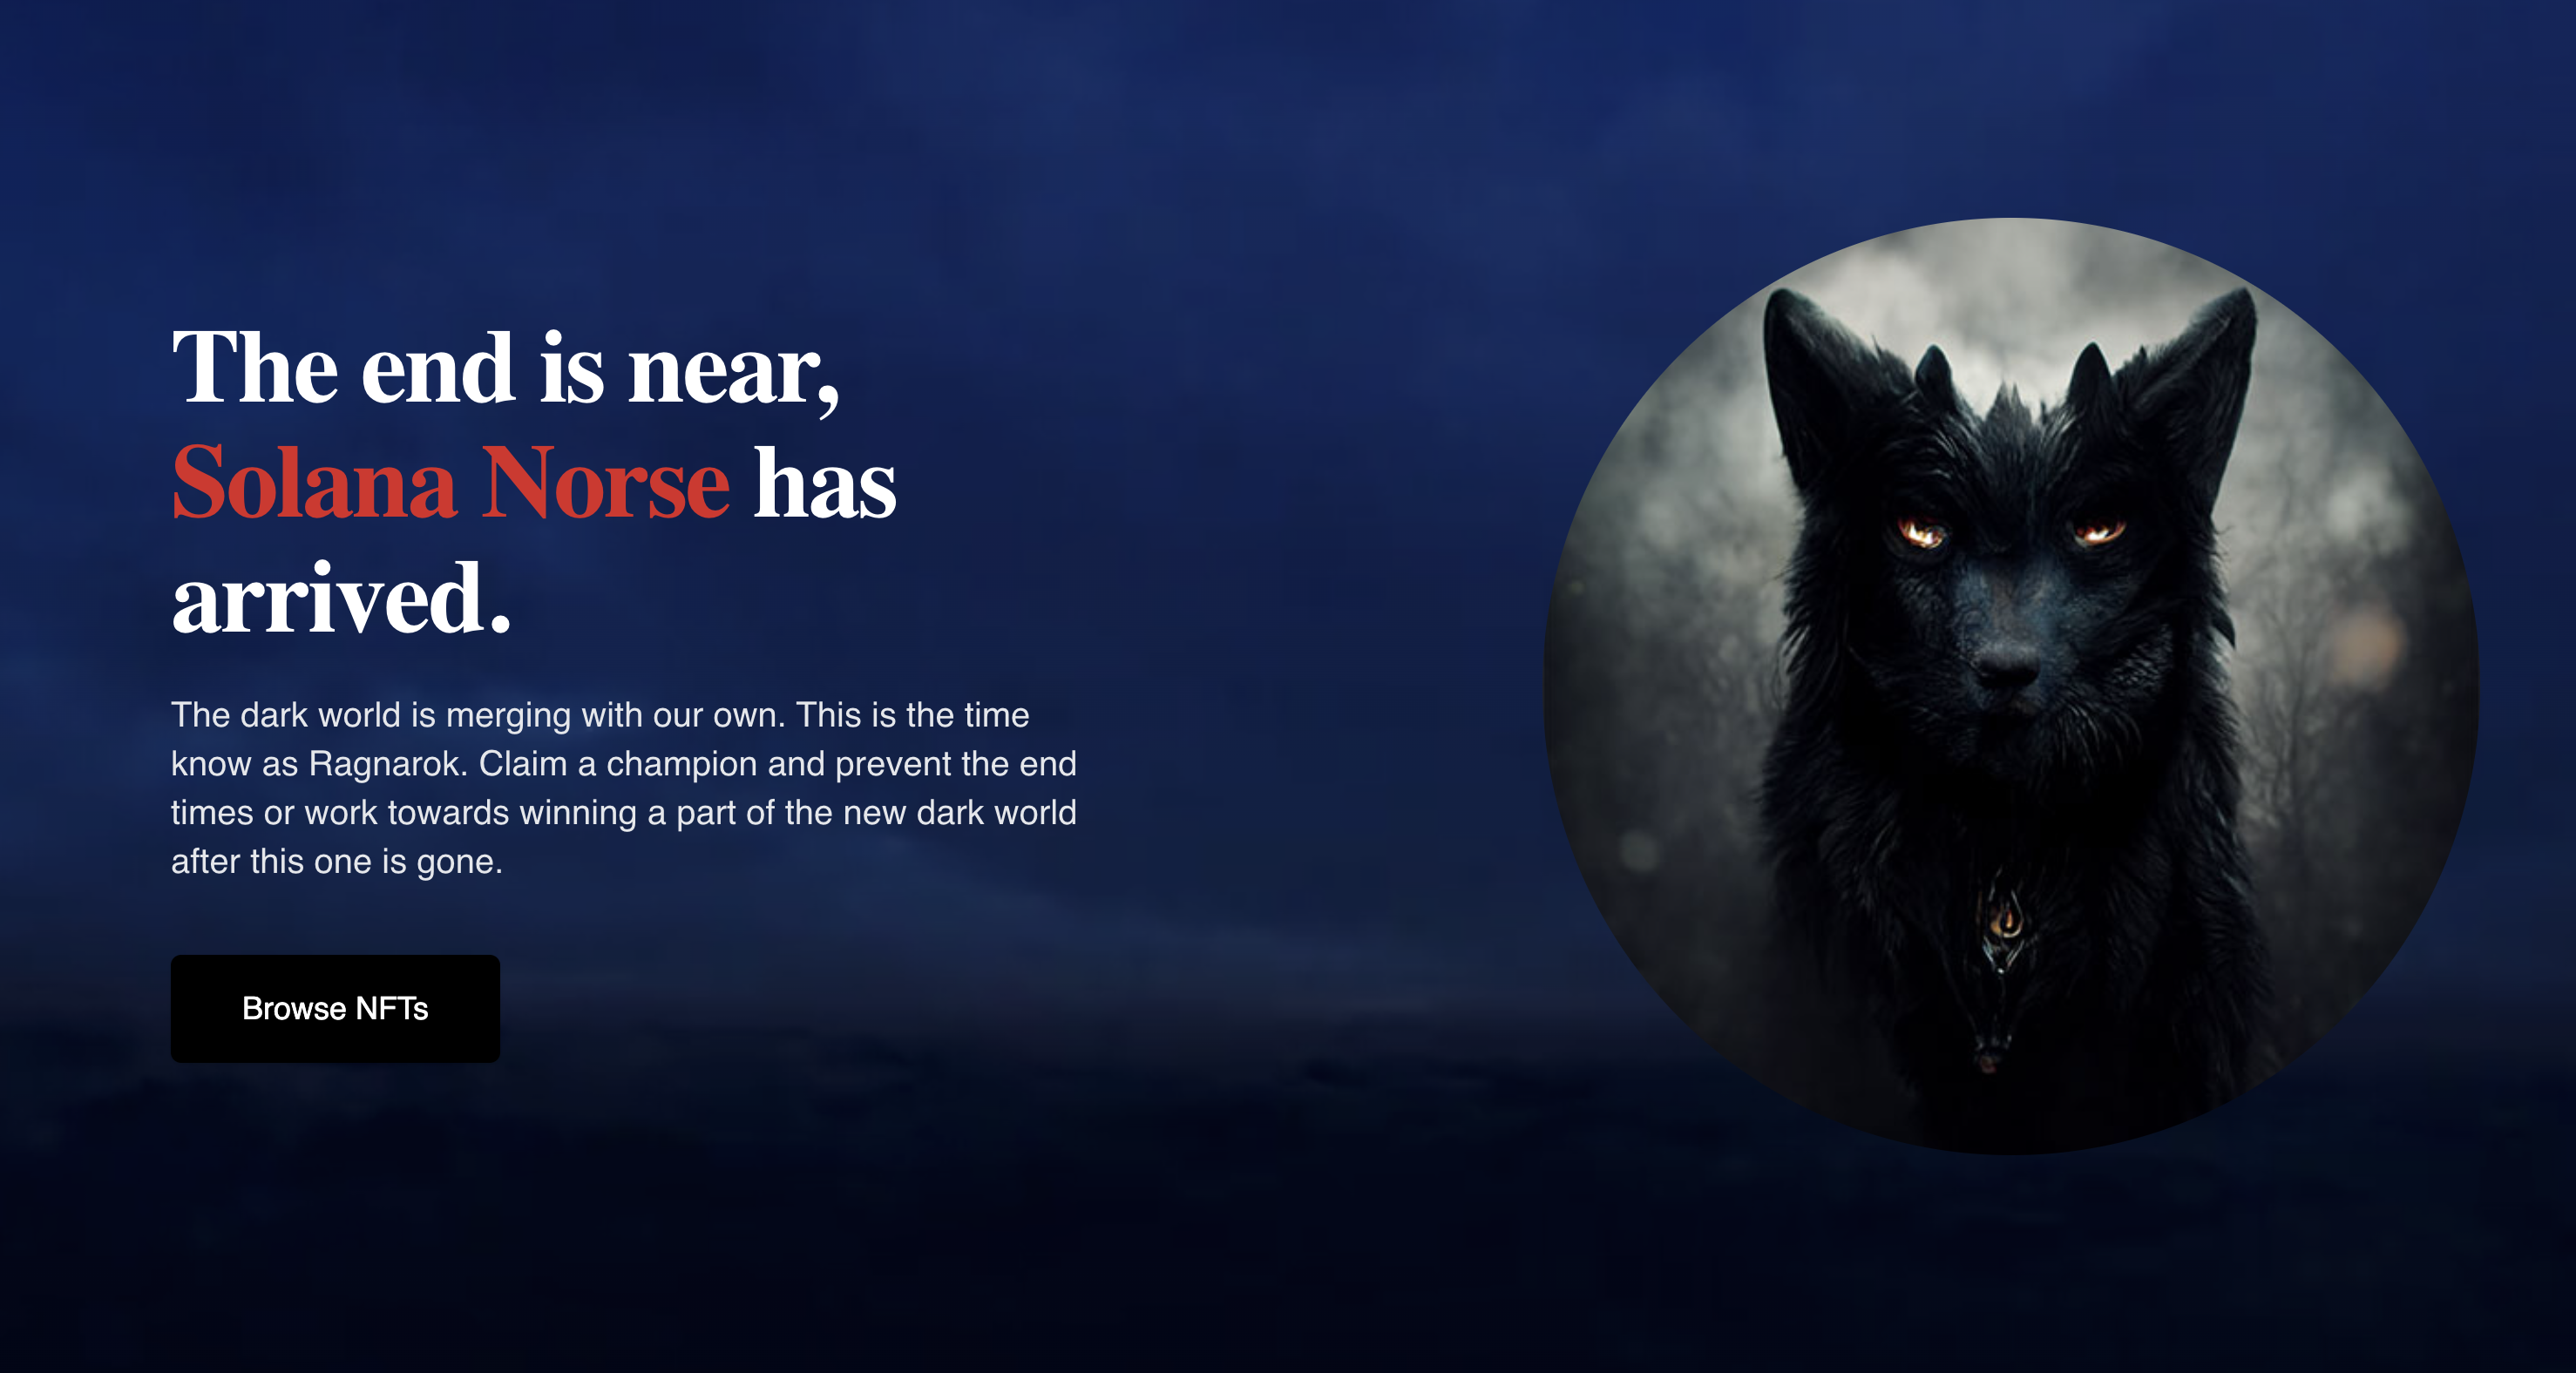 The end is near,
Solana Norse has
arrived.
The dark world is merging with our own. This is the time
know as Ragnarok. Claim a champion and prevent the end
times or work towards winning a part of the new dark world
after this one is gone.
Browse NFTs